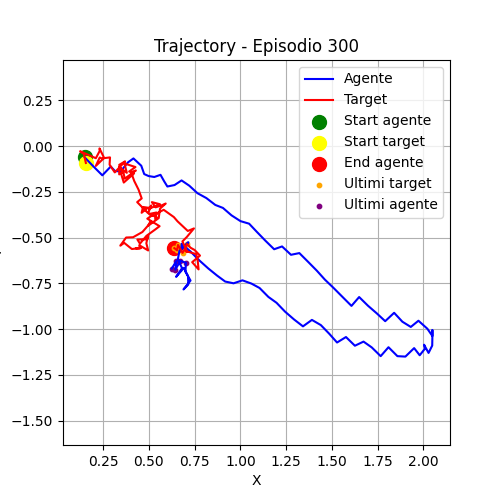 Trajectory - Episodio 300
Agente
Target
Start agente
Start target
End agente
Ultimi target
Ultimi agente
0.25
0.00
−0.25
−0.50
−0.75
−1.00
−1.25
−1.50
0.25 0.50 0.75 1.00 1.25 1.50 1.75 2.00
X